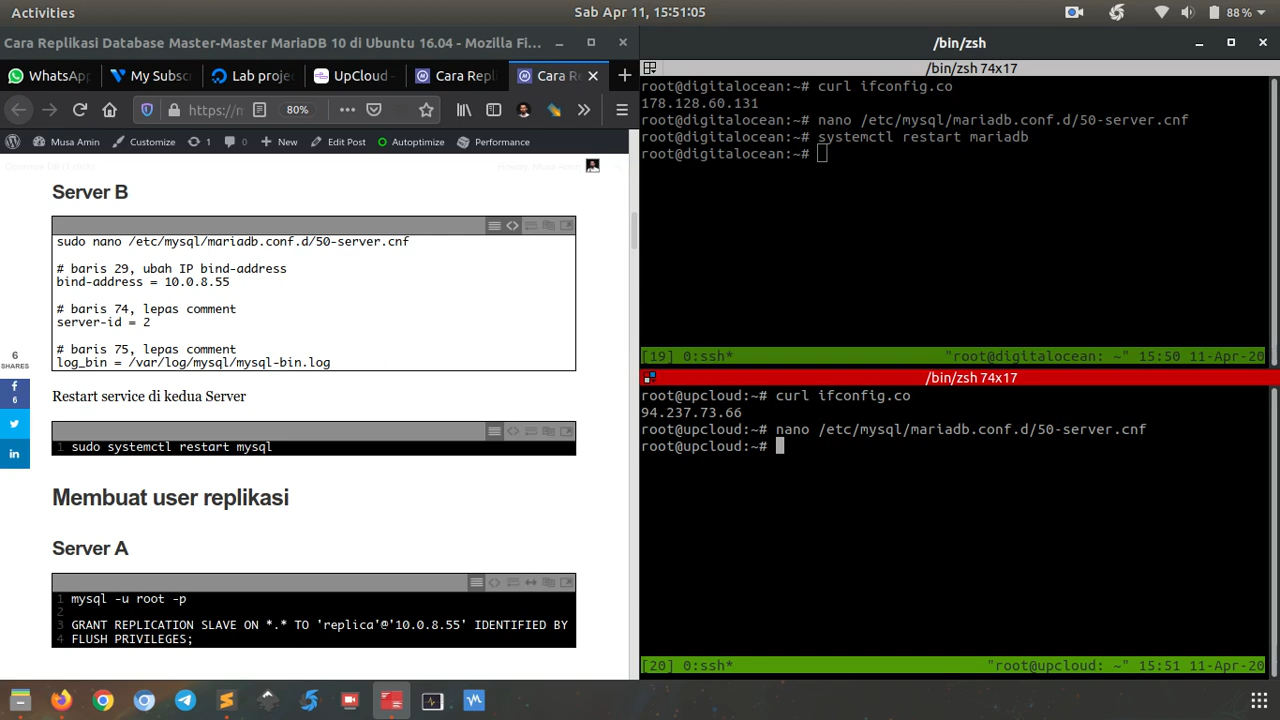 Activities
Sab Apr 11, 15:51:05
88 %
Cara Replikasi Database Master-Master MariaDB 10 di Ubuntu 16.04 - Mozilla Fi...
WhatsApp
My Subsc
Lab proje
UpCloud -
Cara Repli
Cara Re
https://m
80%
Musa Amin
Customize
1
0
New
Edit Post
Autoptimize
Performance
Server B
sudo nano /etc/mysql/mariadb.conf.d/50-server.cnf
# baris 29, ubah IP bind-address
bind-address = 10.0.8.55
# baris 74, lepas comment
server-id = 2
# baris 75, lepas comment
log_bin = /var/log/mysql/mysql-bin.log
6
SHARES
6
Restart service di kedua Server
1 sudo systemctl restart mysql
Membuat user replikasi
Server A
1 mysql -u root -p
2
3 GRANT REPLICATION SLAVE ON *.* TO 'replica'@'10.0.8.55' IDENTIFIED BY
4 FLUSH PRIVILEGES;
/bin/zsh
/bin/zsh 74x17
root@digitalocean:~# curl ifconfig.co
178.128.60.131
root@digitalocean:~# nano /etc/mysql/mariadb.conf.d/50-server.cnf
root@digitalocean:~# systemctl restart mariadb
root@digitalocean:~#
[19] 0:ssh* "root@digitalocean: ~" 15:50 11-Apr-20
/bin/zsh 74x17
root@upcloud:~# curl ifconfig.co
94.237.73.66
root@upcloud:~# nano /etc/mysql/mariadb.conf.d/50-server.cnf
root@upcloud:~#
[20] 0:ssh* "root@upcloud: ~" 15:51 11-Apr-20